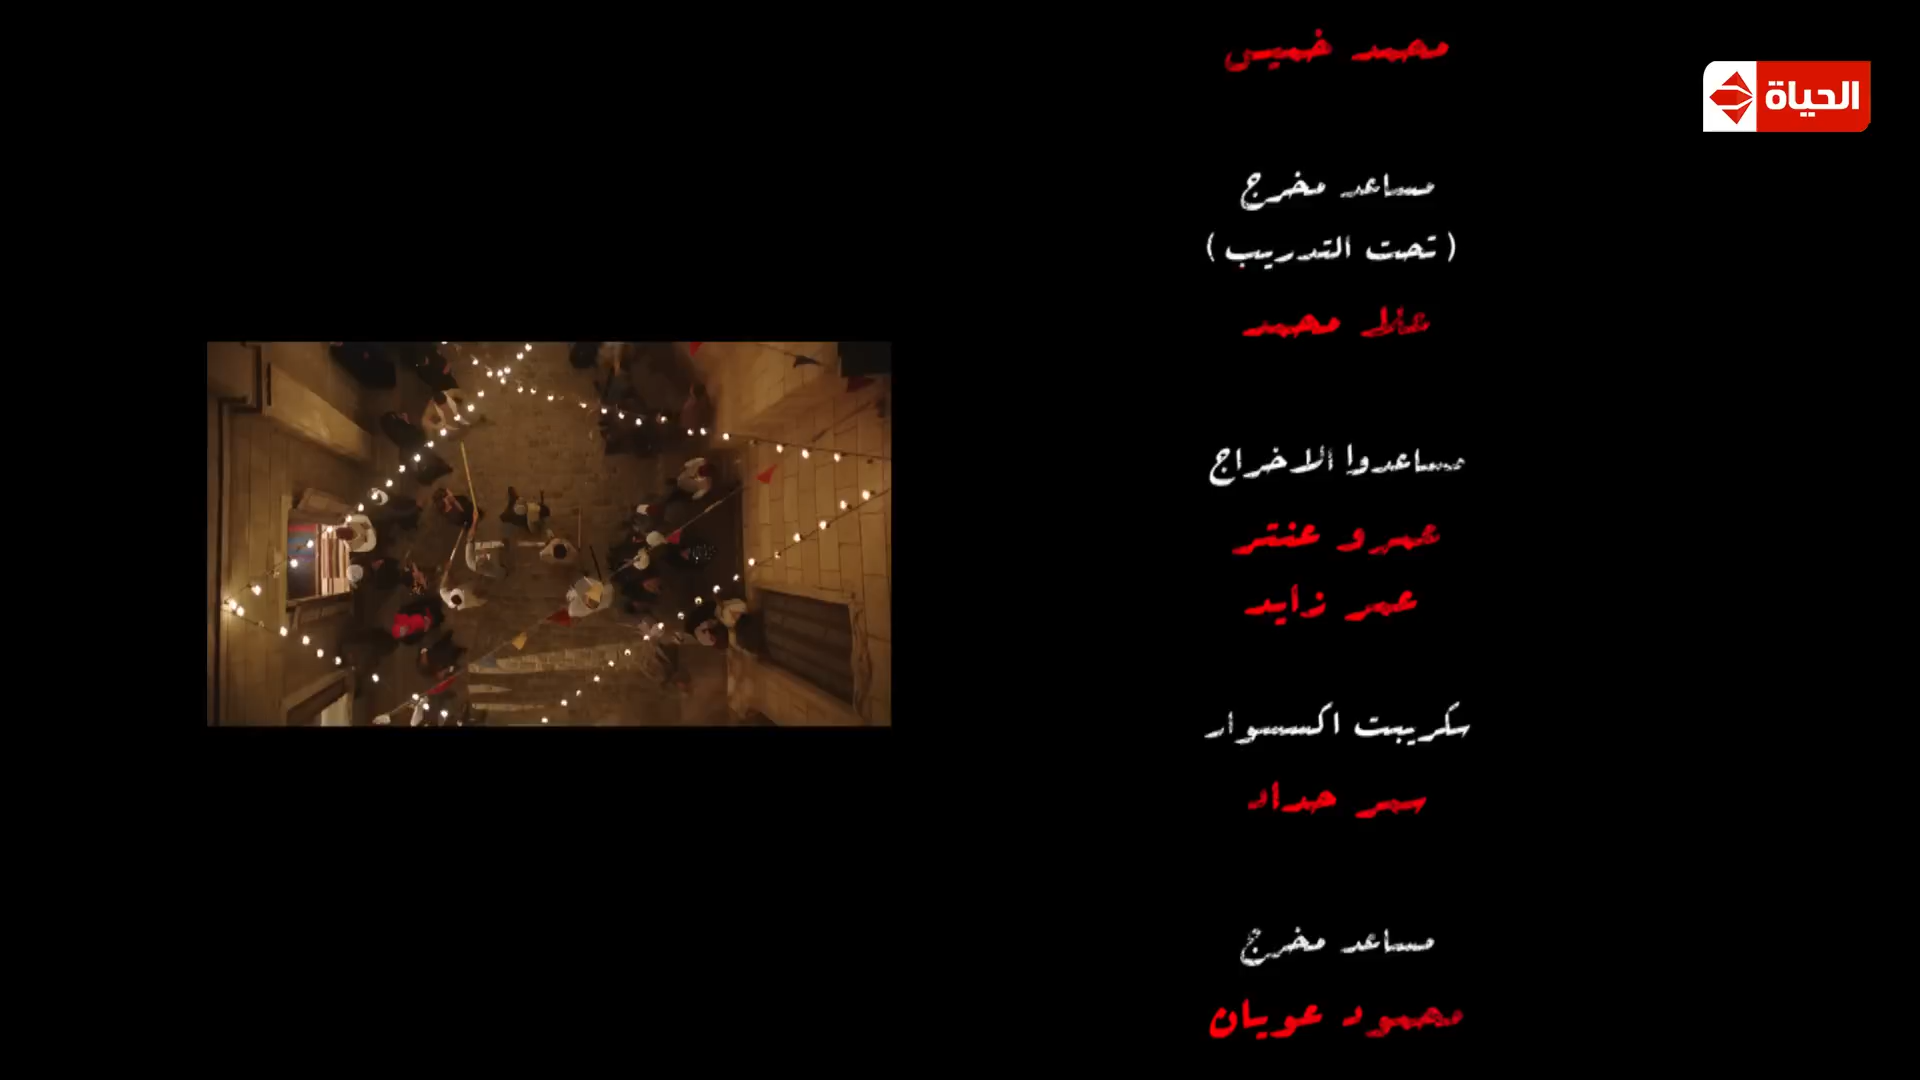 محمد خميس
الحياة
مساعد مخرج
( تحت التدريب )
محمد
مساعدوا الاخراج
عمرو عنتر
عمر زايد
سكريبت اكسسوار
سمر حداد
مساعد مخرج
محمود عويان